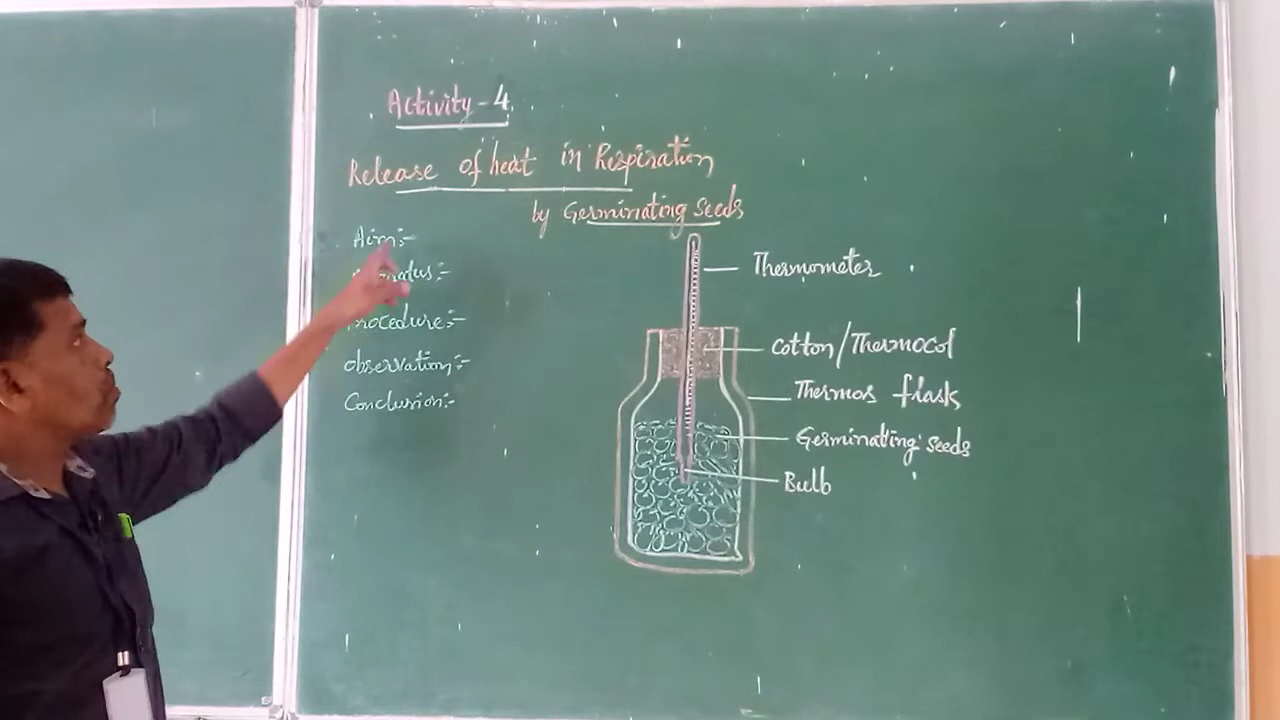 Activity-4
Release of heat in Respiration
by Germinating Seeds
Aim:-
Procedure:-
observation:-
Conclusion:-
Thermometer
Cotton/Thermocol
Thermos flask
Germinating seeds
Bulb